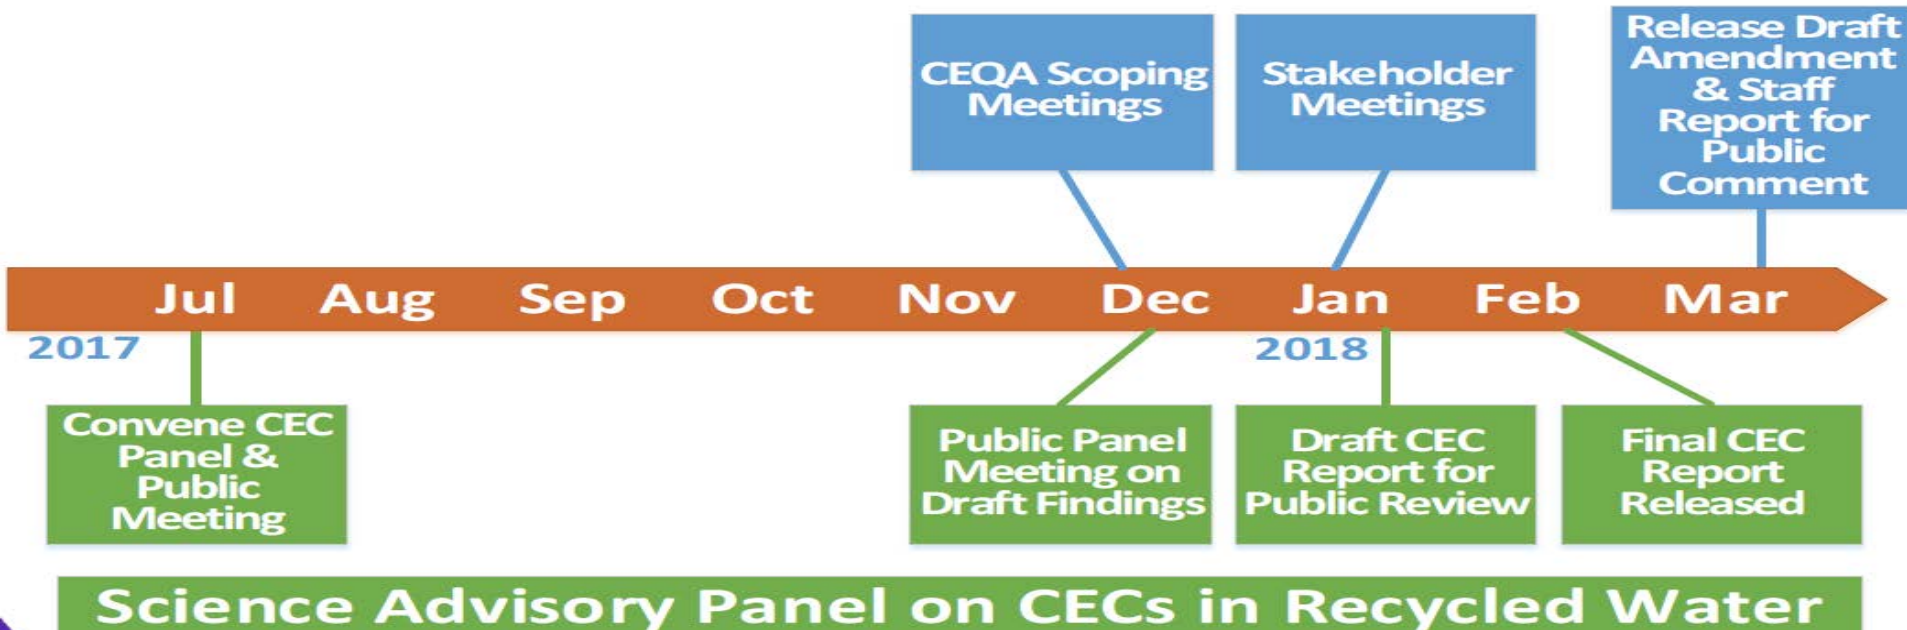 CEQA Scoping
Meetings
Stakeholder
Meetings
Release Draft
Amendment
& Staff
Report for
Public
Comment
Jul Aug Sep Oct Nov Dec Jan Feb Mar
2017
2018
Convene CEC
Panel &
Public
Meeting
Public Panel
Meeting on
Draft Findings
Draft CEC
Report for
Public Review
Final CEC
Report
Released
Science Advisory Panel on CECs in Recycled Water